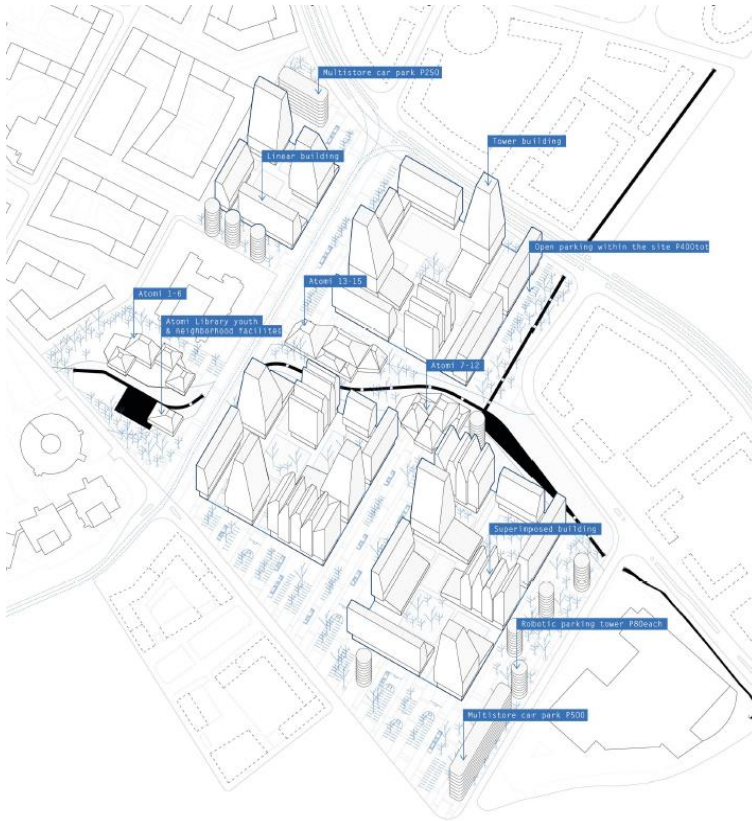 Multistore car park P250
Tower building
Linear building
Open parking within the site P400tot
Atomi 13-15
Atomi 1-6
Atomi Library youth
& neighborhood facilites
Atomi 7-12
Superimposed building
Robotic parking tower P80each
Multistore car park P500